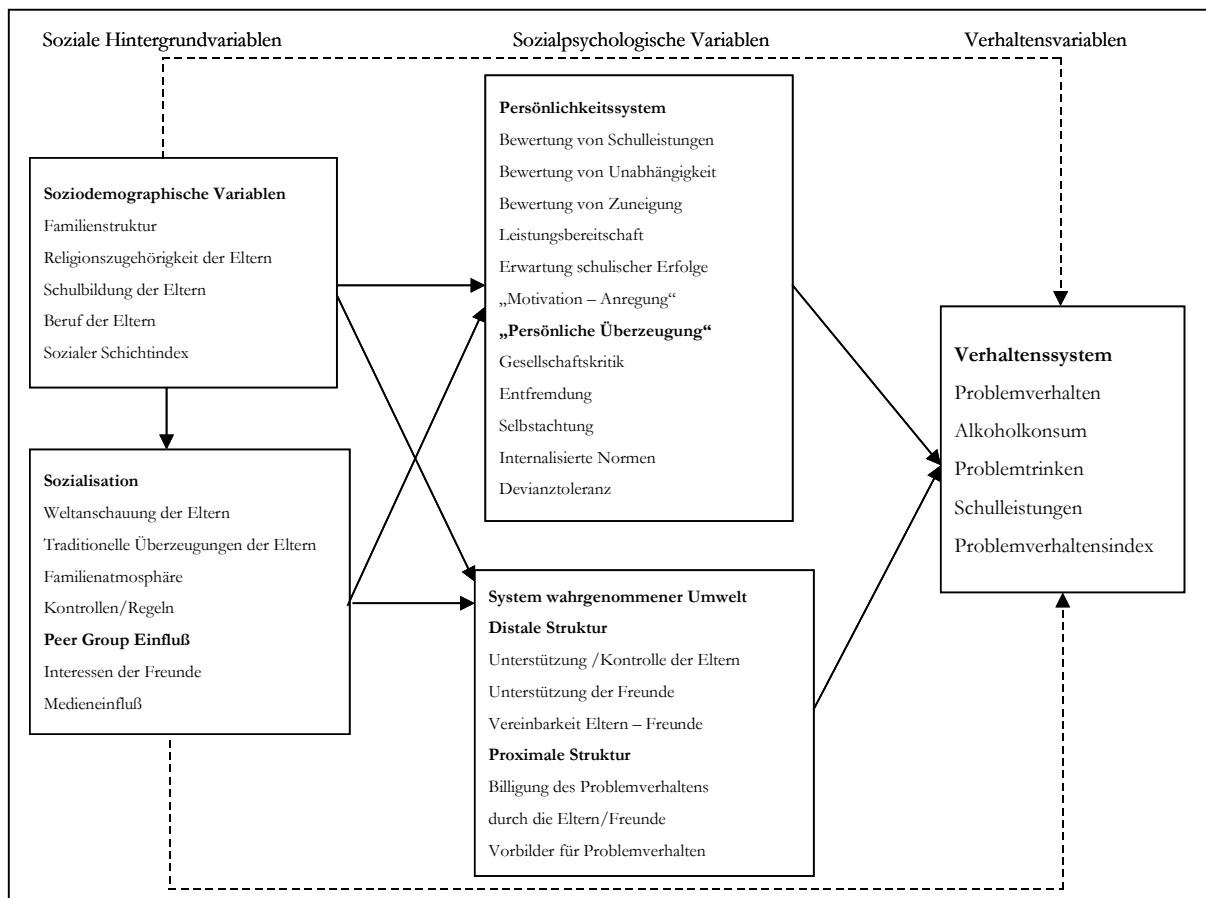 Soziale Hintergrundvariablen
Sozialpsychologische Variablen
Verhaltensvariablen
Soziodemographische Variablen
Familienstruktur
Religionszugehörigkeit der Eltern
Schulbildung der Eltern
Beruf der Eltern
Sozialer Schichtindex
Sozialisation
Weltanschauung der Eltern
Traditionelle Überzeugungen der Eltern
Familienatmosphäre
Kontrollen/Regeln
Peer Group Einfluß
Interessen der Freunde
Medieneinfluß
Persönlichkeitssystem
Bewertung von Schulleistungen
Bewertung von Unabhängigkeit
Bewertung von Zuneigung
Leistungsbereitschaft
Erwartung schulischer Erfolge
„Motivation – Anregung“
„Persönliche Überzeugung“
Gesellschaftskritik
Entfremdung
Selbstachtung
Internalisierte Normen
Devianztoleranz
System wahrgenommener Umwelt
Distale Struktur
Unterstützung /Kontrolle der Eltern
Unterstützung der Freunde
Vereinbarkeit Eltern – Freunde
Proximale Struktur
Billigung des Problemverhaltens
durch die Eltern/Freunde
Vorbilder für Problemverhalten
Verhaltenssystem
Problemverhalten
Alkoholkonsum
Problemtrinken
Schulleistungen
Problemverhaltensindex